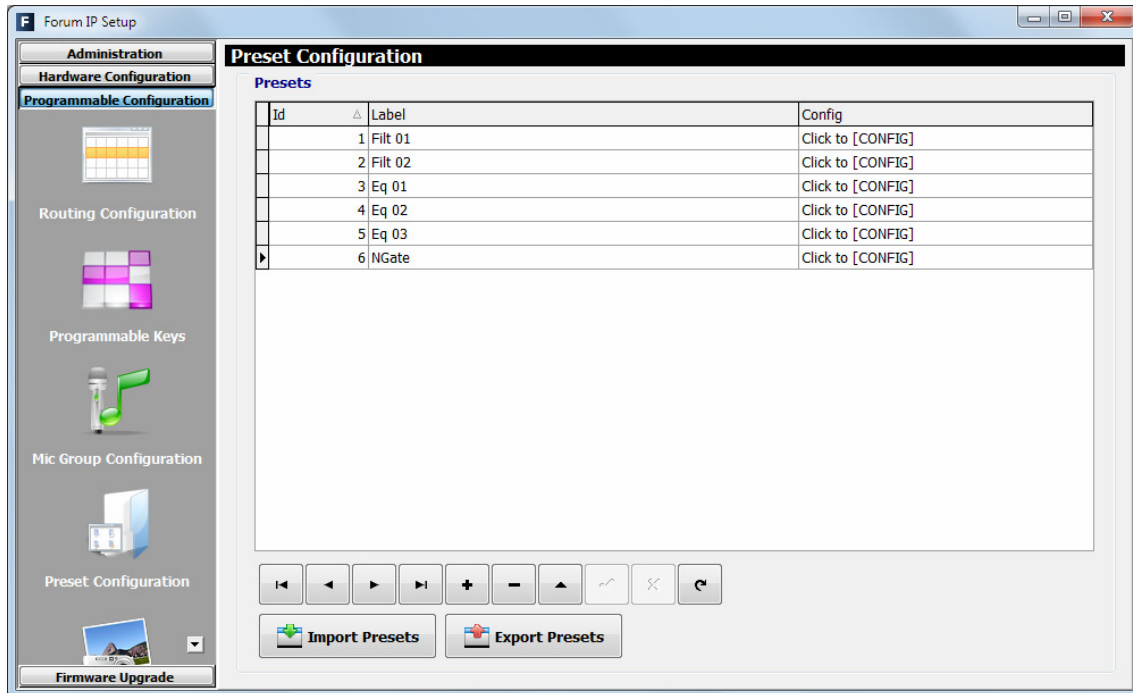 Forum IP Setup
Administration
Hardware Configuration
Programmable Configuration
Routing Configuration
Programmable Keys
Mic Group Configuration
Preset Configuration
Firmware Upgrade
Preset Configuration
Presets
Id Label Config
1 Filt 01 Click to [CONFIG]
2 Filt 02 Click to [CONFIG]
3 Eq 01 Click to [CONFIG]
4 Eq 02 Click to [CONFIG]
5 Eq 03 Click to [CONFIG]
6 NGate Click to [CONFIG]
Import Presets Export Presets